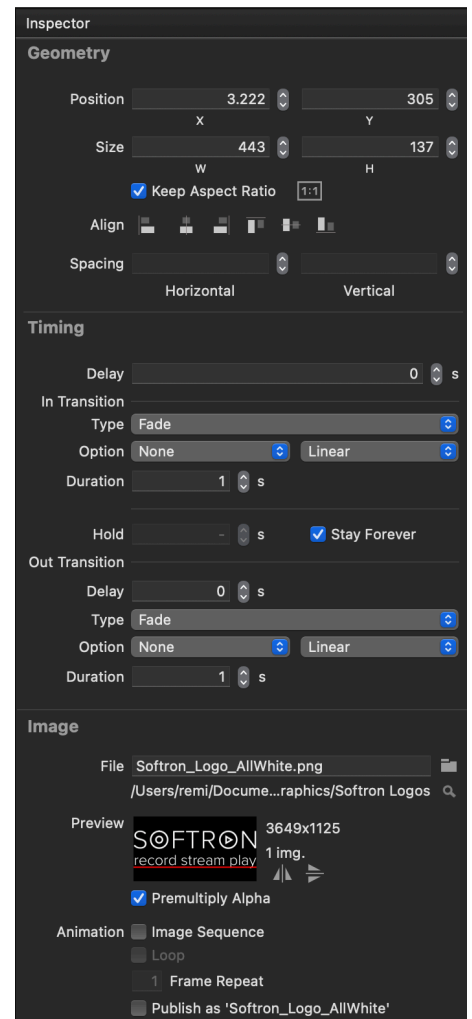 Inspector
Geometry
Position 3.222 305
X Y
Size 443 137
W H
Keep Aspect Ratio 1:1
Align
Spacing
Horizontal Vertical
Timing
Delay 0 s
In Transition
Type Fade
Option None Linear
Duration 1 s
Hold - s Stay Forever
Out Transition
Delay 0 s
Type Fade
Option None Linear
Duration 1 s
Image
File Softron_Logo_AllWhite.png
/Users/remi/Docume...raphics/Softron Logos
Preview SOFTRON 3649x1125
record stream play 1 img.
Premultiply Alpha
Animation Image Sequence
Loop
1 Frame Repeat
Publish as 'Softron_Logo_AllWhite'